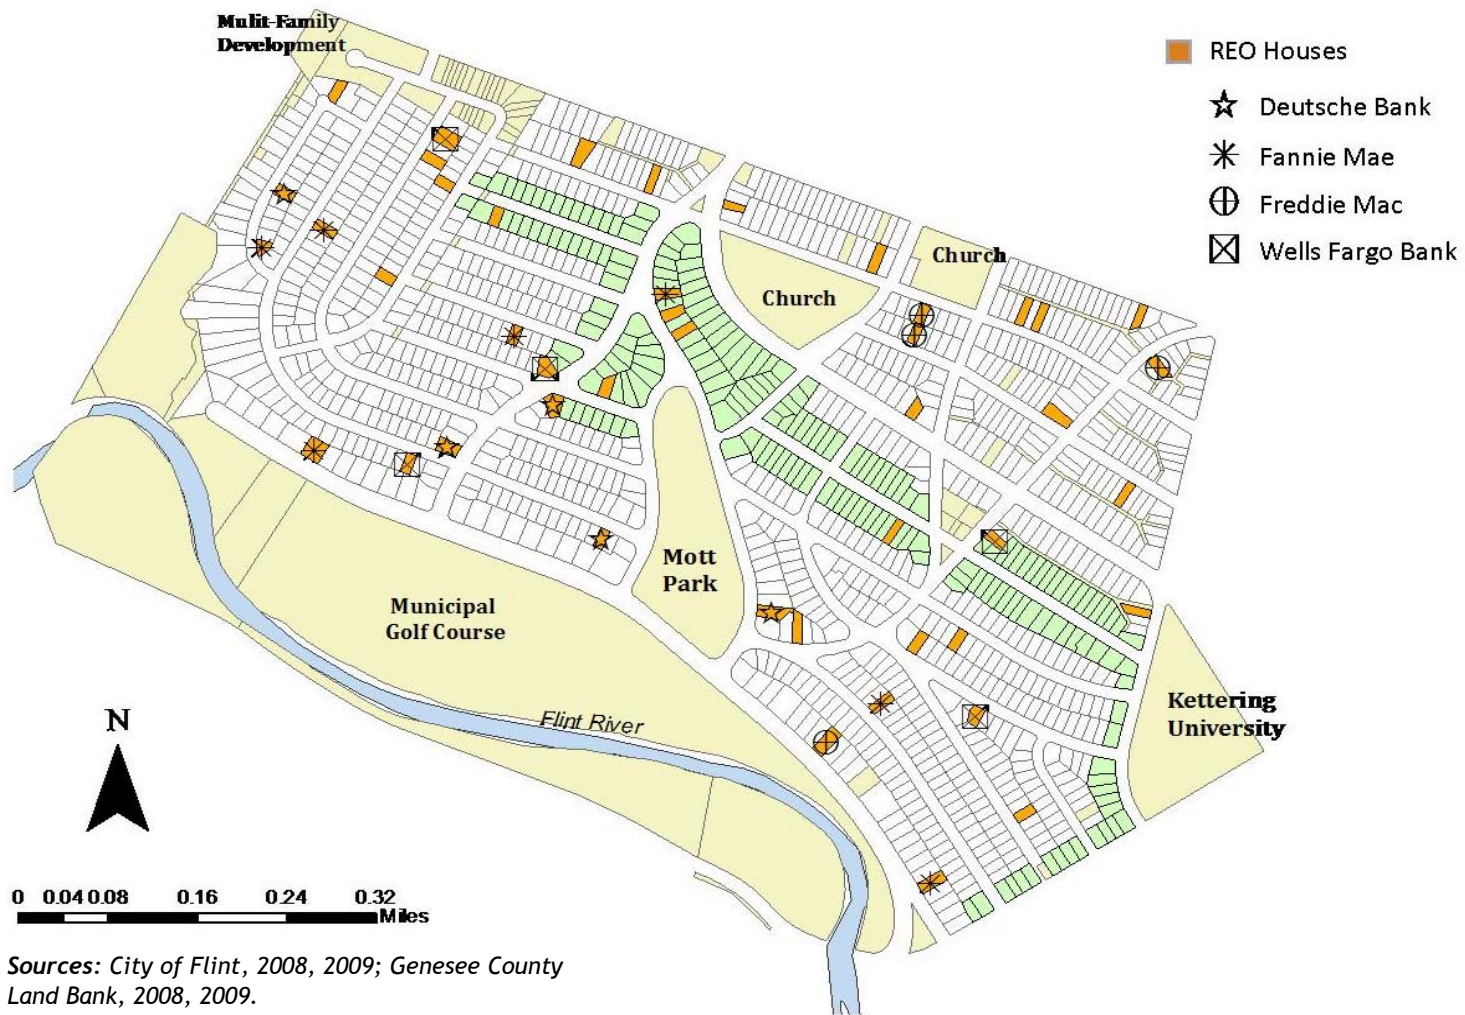 Mulit-Family
Development
REO Houses
Deutsche Bank
Fannie Mae
Freddie Mac
Wells Fargo Bank
Church
Church
Mott
Park
Municipal
Golf Course
Kettering
University
Flint River
N
0 0.04 0.08 0.16 0.24 0.32
Miles
Sources: City of Flint, 2008, 2009; Genesee County
Land Bank, 2008, 2009.